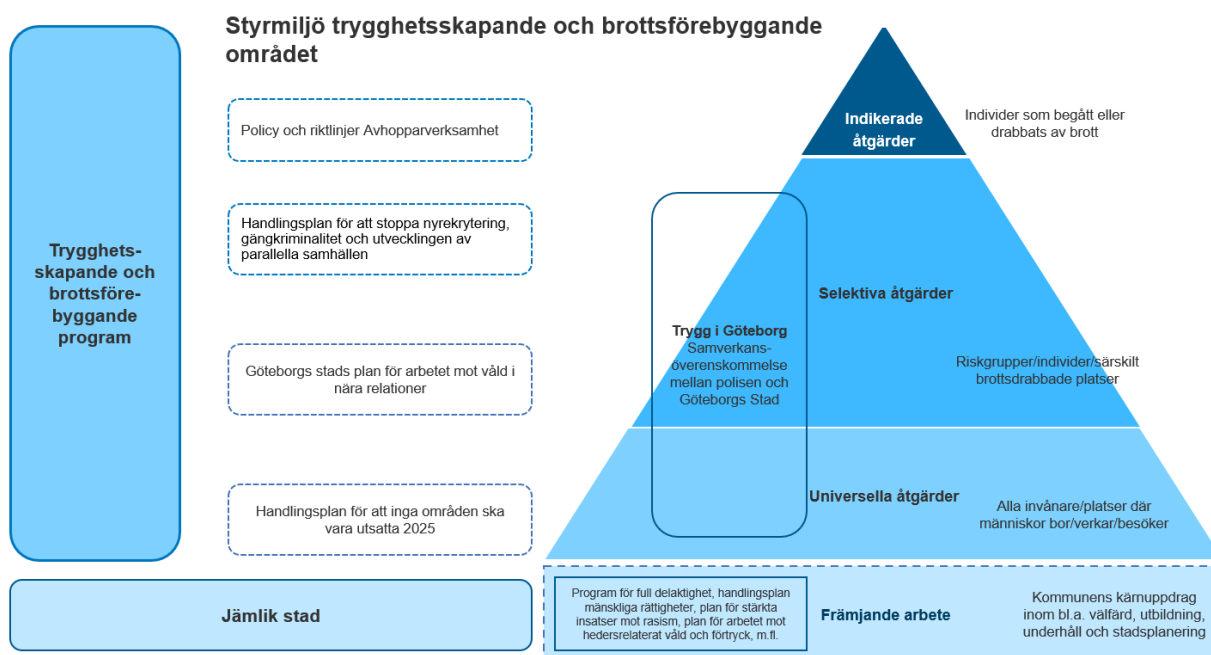 Styrmiljö trygghetsskapande och brottsförebyggande
området
Trygghets-
skapande och
brottsföre-
byggande
program
Policy och riktlinjer Avhopparverksamhet
Handlingsplan för att stoppa nyrekrytering,
gängkriminalitet och utvecklingen av
parallella samhällen
Göteborgs stads plan för arbetet mot våld i
nära relationer
Handlingsplan för att inga områden ska
vara utsatta 2025
Indikerade
åtgärder
Individer som begått eller
drabbats av brott
Selektiva åtgärder
Trygg i Göteborg
Samverkans-
överenskommelse
mellan polisen och
Göteborgs Stad
Riskgrupper/individer/särskilt
brottsdrabbade platser
Universella åtgärder
Alla invånare/platser där
människor bor/verkar/besöker
Jämlik stad
Program för full delaktighet, handlingsplan
mänskliga rättigheter, plan för stärkta
insatser mot rasism, plan för arbetet mot
hedersrelaterat våld och förtryck, m.fl.
Främjande arbete
Kommunens kärnuppdrag
inom bl.a. välfärd, utbildning,
underhåll och stadsplanering